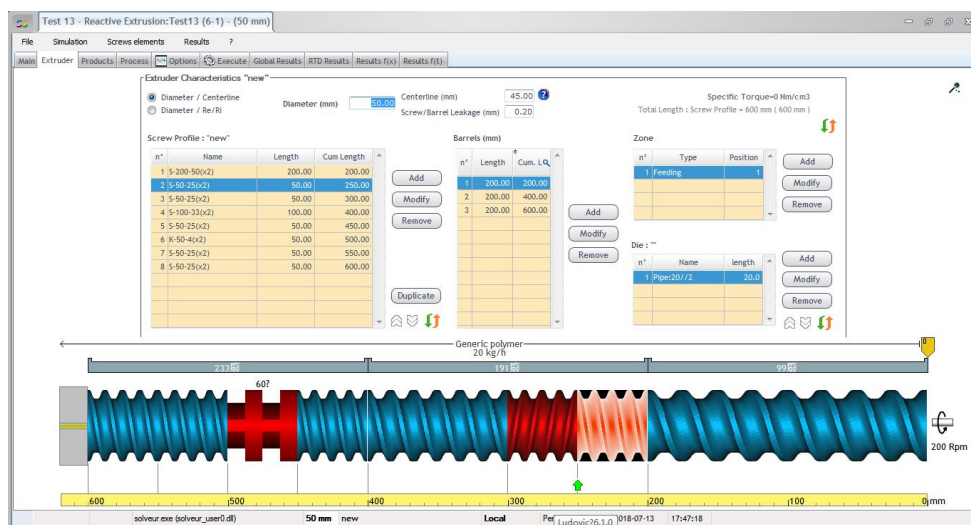 Test 13 - Reactive Extrusion:Test13 (6-1) - (50 mm)
File Simulation Screws elements Results ?
Main Extruder Products Process Options Execute Global Results RTD Results Results f(x) Results f(t)
Extruder Characteristics "new"
Diameter / Centerline
Diameter / Re/Ri
Diameter (mm) 50.00
Centerline (mm) 45.00
Screw/Barrel Leakage (mm) 0.20
Specific Torque=0 Nm/cm3
Total Length : Screw Profile = 600 mm ( 600 mm )
Screw Profile : "new"
n° Name Length Cum Length
1 S-200-50(x2) 200.00 200.00
2 S-50-25(x2) 50.00 250.00
3 S-50-25(x2) 50.00 300.00
4 S-100-33(x2) 100.00 400.00
5 S-50-25(x2) 50.00 450.00
6 K-50-4(x2) 50.00 500.00
7 S-50-25(x2) 50.00 550.00
8 S-50-25(x2) 50.00 600.00
Add
Modify
Remove
Duplicate
Barrels (mm)
n° Length Cum. L
1 200.00 200.00
2 200.00 400.00
3 200.00 600.00
Add
Modify
Remove
Zone
n° Type Position
1 Feeding 1
Add
Modify
Remove
Die : ""
n° Name length
1 Pipe:20//2 20.0
Add
Modify
Remove
Generic polymer
20 kg/h
0
233 191 99
60?
200 Rpm
600 500 400 300 200 100 0 mm
solveur.exe (solveur_user0.dll) 50 mm new Local Per 018-07-13 17:47:18
Ludovic?6.1.0